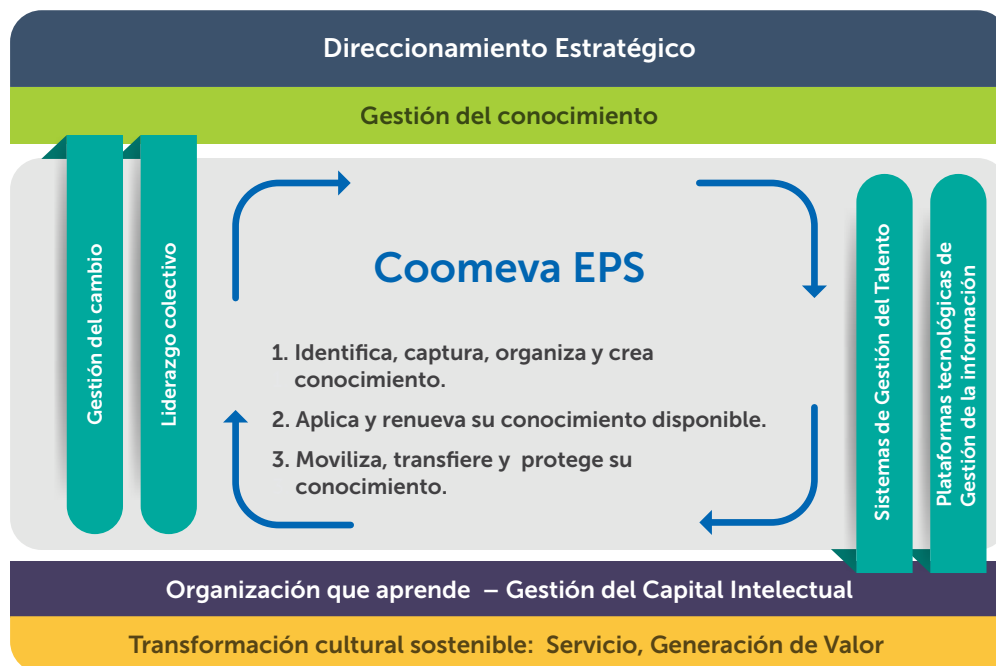 Direccionamiento Estratégico
Gestión del conocimiento
Gestión del cambio
Liderazgo colectivo
Coomeva EPS
1. Identifica, captura, organiza y crea
conocimiento.
2. Aplica y renueva su conocimiento disponible.
3. Moviliza, transfiere y protege su
conocimiento.
Sistemas de Gestión del Talento
Plataformas tecnológicas de
Gestión de la información
Organización que aprende – Gestión del Capital Intelectual
Transformación cultural sostenible: Servicio, Generación de Valor